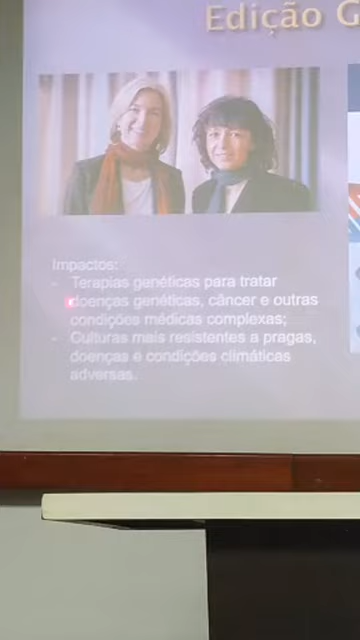 Edição G
Impactos:
- Terapias genéticas para tratar
doenças genéticas, câncer e outras
condições médicas complexas;
- Culturas mais resistentes a pragas,
doenças e condições climáticas
adversas.